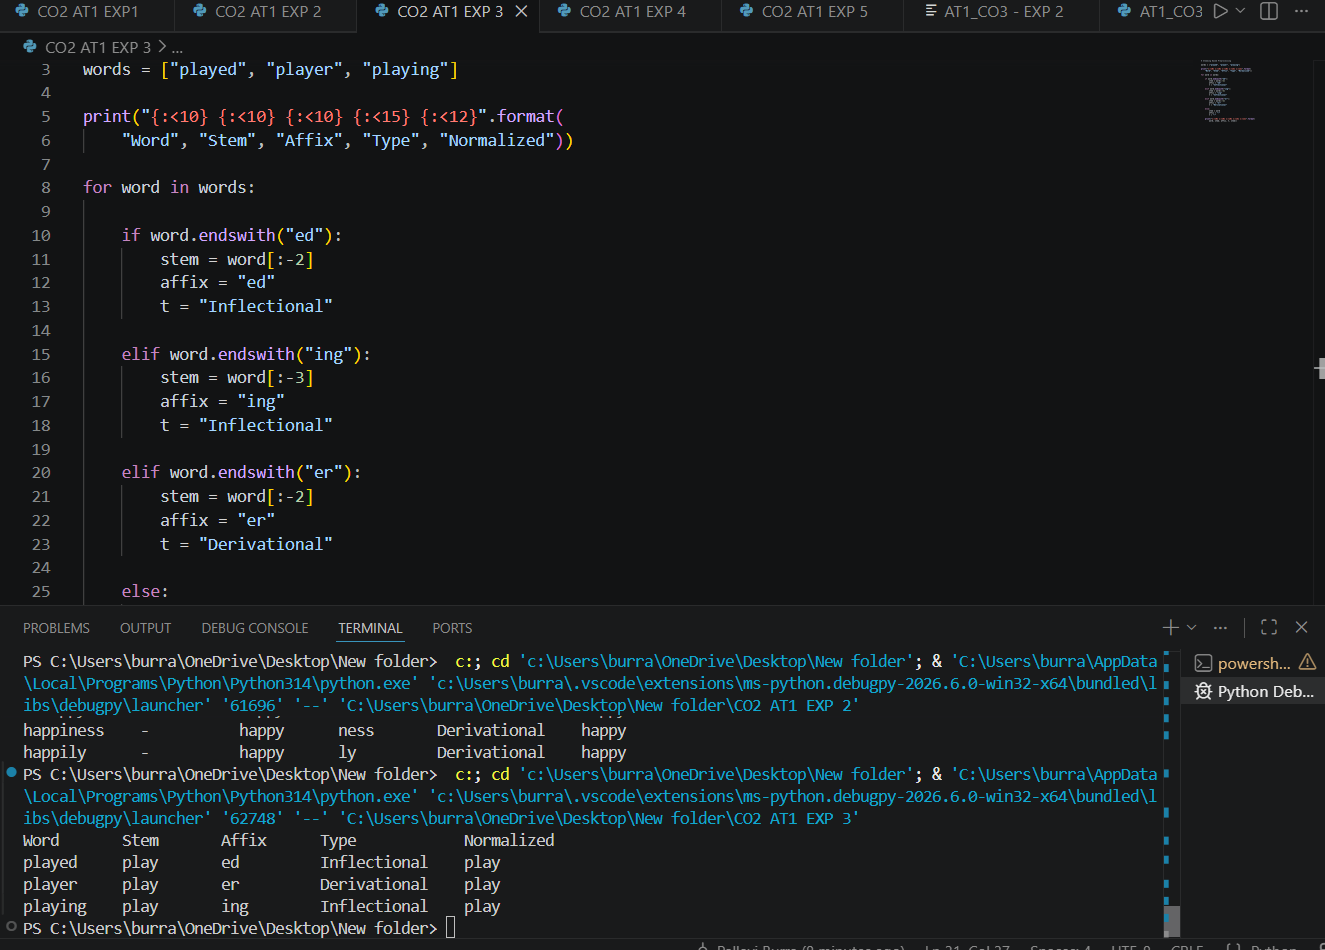 CO2 AT1 EXP1 CO2 AT1 EXP 2 CO2 AT1 EXP 3 CO2 AT1 EXP 4 CO2 AT1 EXP 5 AT1_CO3 - EXP 2 AT1_CO3
CO2 AT1 EXP 3 > ...
3 words = ["played", "player", "playing"]
4
5 print("{:<10} {:<10} {:<10} {:<15} {:<12}".format(
6 "Word", "Stem", "Affix", "Type", "Normalized"))
7
8 for word in words:
9
10 if word.endswith("ed"):
11 stem = word[:-2]
12 affix = "ed"
13 t = "Inflectional"
14
15 elif word.endswith("ing"):
16 stem = word[:-3]
17 affix = "ing"
18 t = "Inflectional"
19
20 elif word.endswith("er"):
21 stem = word[:-2]
22 affix = "er"
23 t = "Derivational"
24
25 else:
PROBLEMS OUTPUT DEBUG CONSOLE TERMINAL PORTS
PS C:\Users\burra\OneDrive\Desktop\New folder> c:; cd 'c:\Users\burra\OneDrive\Desktop\New folder'; & 'C:\Users\burra\AppData
\Local\Programs\Python\Python314\python.exe' 'c:\Users\burra\.vscode\extensions\ms-python.debugpy-2026.6.0-win32-x64\bundled\l
ibs\debugpy\launcher' '61696' '--' 'C:\Users\burra\OneDrive\Desktop\New folder\CO2 AT1 EXP 2'
happiness - happy ness Derivational happy
happily - happy ly Derivational happy
PS C:\Users\burra\OneDrive\Desktop\New folder> c:; cd 'c:\Users\burra\OneDrive\Desktop\New folder'; & 'C:\Users\burra\AppData
\Local\Programs\Python\Python314\python.exe' 'c:\Users\burra\.vscode\extensions\ms-python.debugpy-2026.6.0-win32-x64\bundled\l
ibs\debugpy\launcher' '62748' '--' 'C:\Users\burra\OneDrive\Desktop\New folder\CO2 AT1 EXP 3'
Word Stem Affix Type Normalized
played play ed Inflectional play
player play er Derivational play
playing play ing Inflectional play
PS C:\Users\burra\OneDrive\Desktop\New folder>
powersh...
Python Deb...